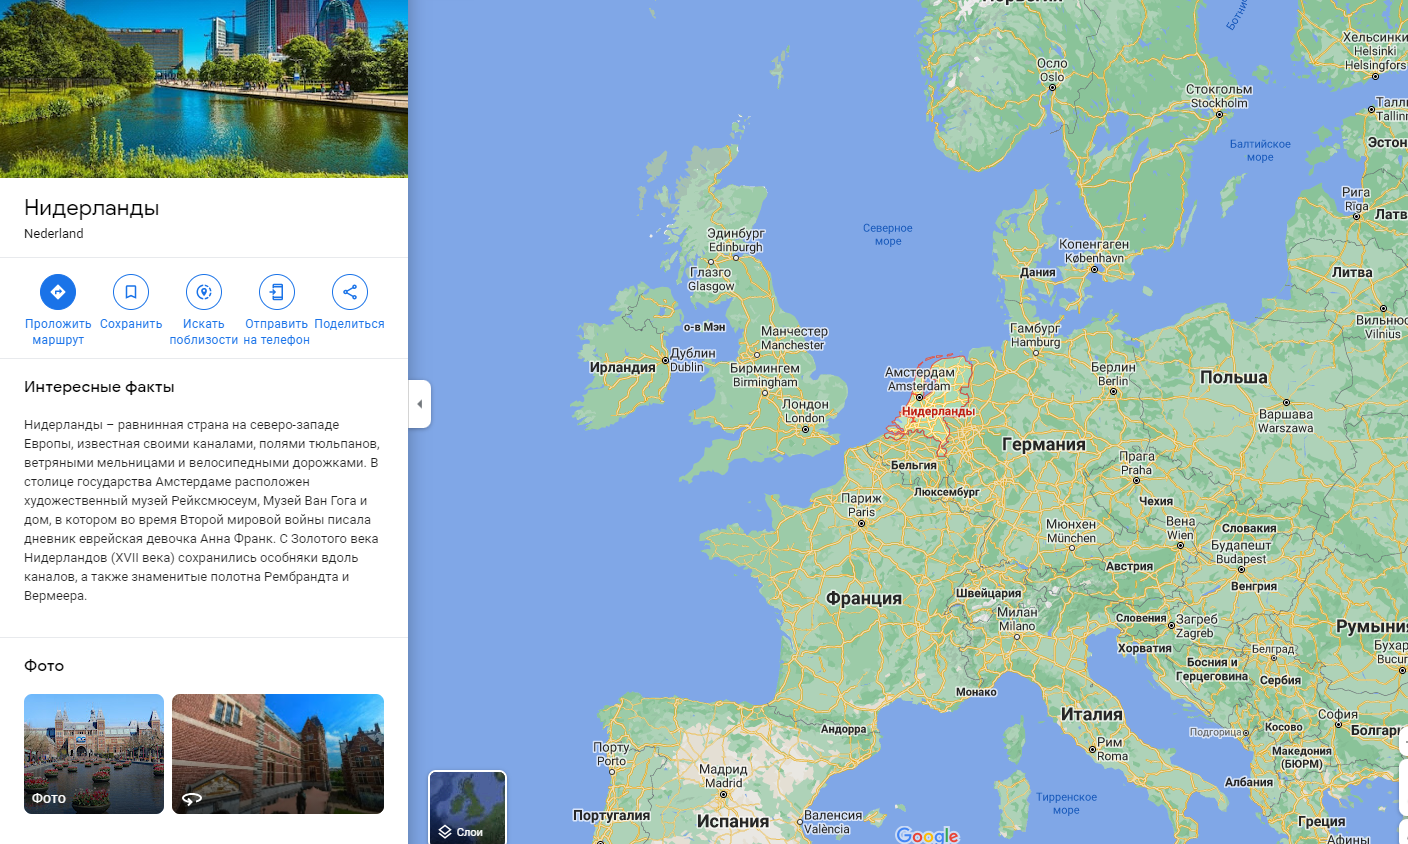 Нидерланды
Nederland
Проложить
маршрут
Сохранить
Искать
поблизости
Отправить
на телефон
Поделиться
Интересные факты
Нидерланды – равнинная страна на северо-западе
Европы, известная своими каналами, полями тюльпанов,
ветряными мельницами и велосипедными дорожками. В
столице государства Амстердаме расположен
художественный музей Рейксмюсеум, Музей Ван Гога и
дом, в котором во время Второй мировой войны писала
дневник еврейская девочка Анна Франк. С Золотого века
Нидерландов (XVII века) сохранились особняки вдоль
каналов, а также знаменитые полотна Рембрандта и
Вермеера.
Фото
Фото
Слои
Норвегия
Ботни
Хельсинки
Helsinki
Helsingfors
Осло
Oslo
Стокгольм
Stockholm
Талл
Tallinn
Балтийское
море
Эстон
Рига
Rīga
Латв
Северное
море
Эдинбург
Edinburgh
Глазго
Glasgow
Копенгаген
København
Дания
Литва
Вильнюс
Vilnius
о-в Мэн
Манчестер
Manchester
Гамбург
Hamburg
Дублин
Dublin
Ирландия
Бирмингем
Birmingham
Амстердам
Amsterdam
Берлин
Berlin
Польша
Лондон
London
Нидерланды
Варшава
Warszawa
Германия
Бельгия
Прага
Praha
Люксембург
Чехия
Париж
Paris
Мюнхен
München
Вена
Wien
Словакия
Будапешт
Budapest
Австрия
Венгрия
Франция
Швейцария
Милан
Milano
Словения
Загреб
Zagreb
Румыния
Хорватия
Белград
Бухар
Bucur
Босния и
Герцеговина
Сербия
Монако
Италия
Андорра
София
Косово
Подгорица
Болгар
Порту
Porto
Рим
Roma
Македония
(БЮРМ)
Мадрид
Madrid
Албания
Тирренское
море
Португалия
Испания
Валенсия
València
Греция
Афины
Google